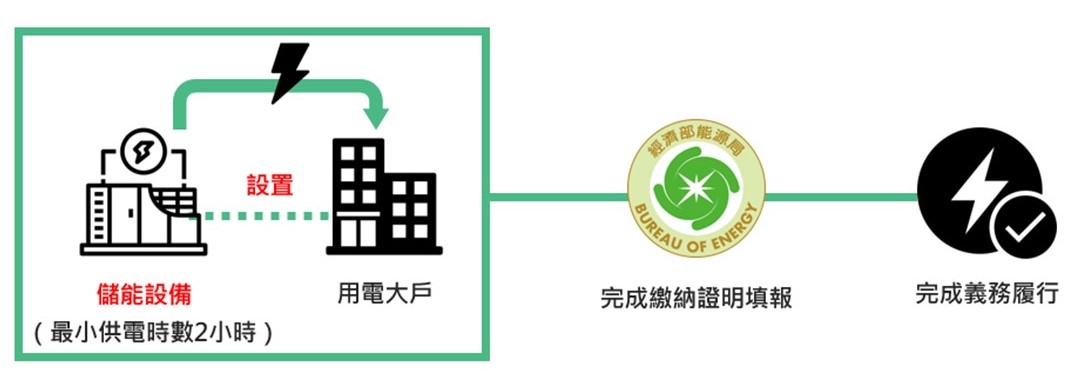 設置
儲能設備
(最小供電時數2小時)
用電大戶
經濟部能源局
BUREAU OF ENERGY
完成繳納證明填報
完成義務履行